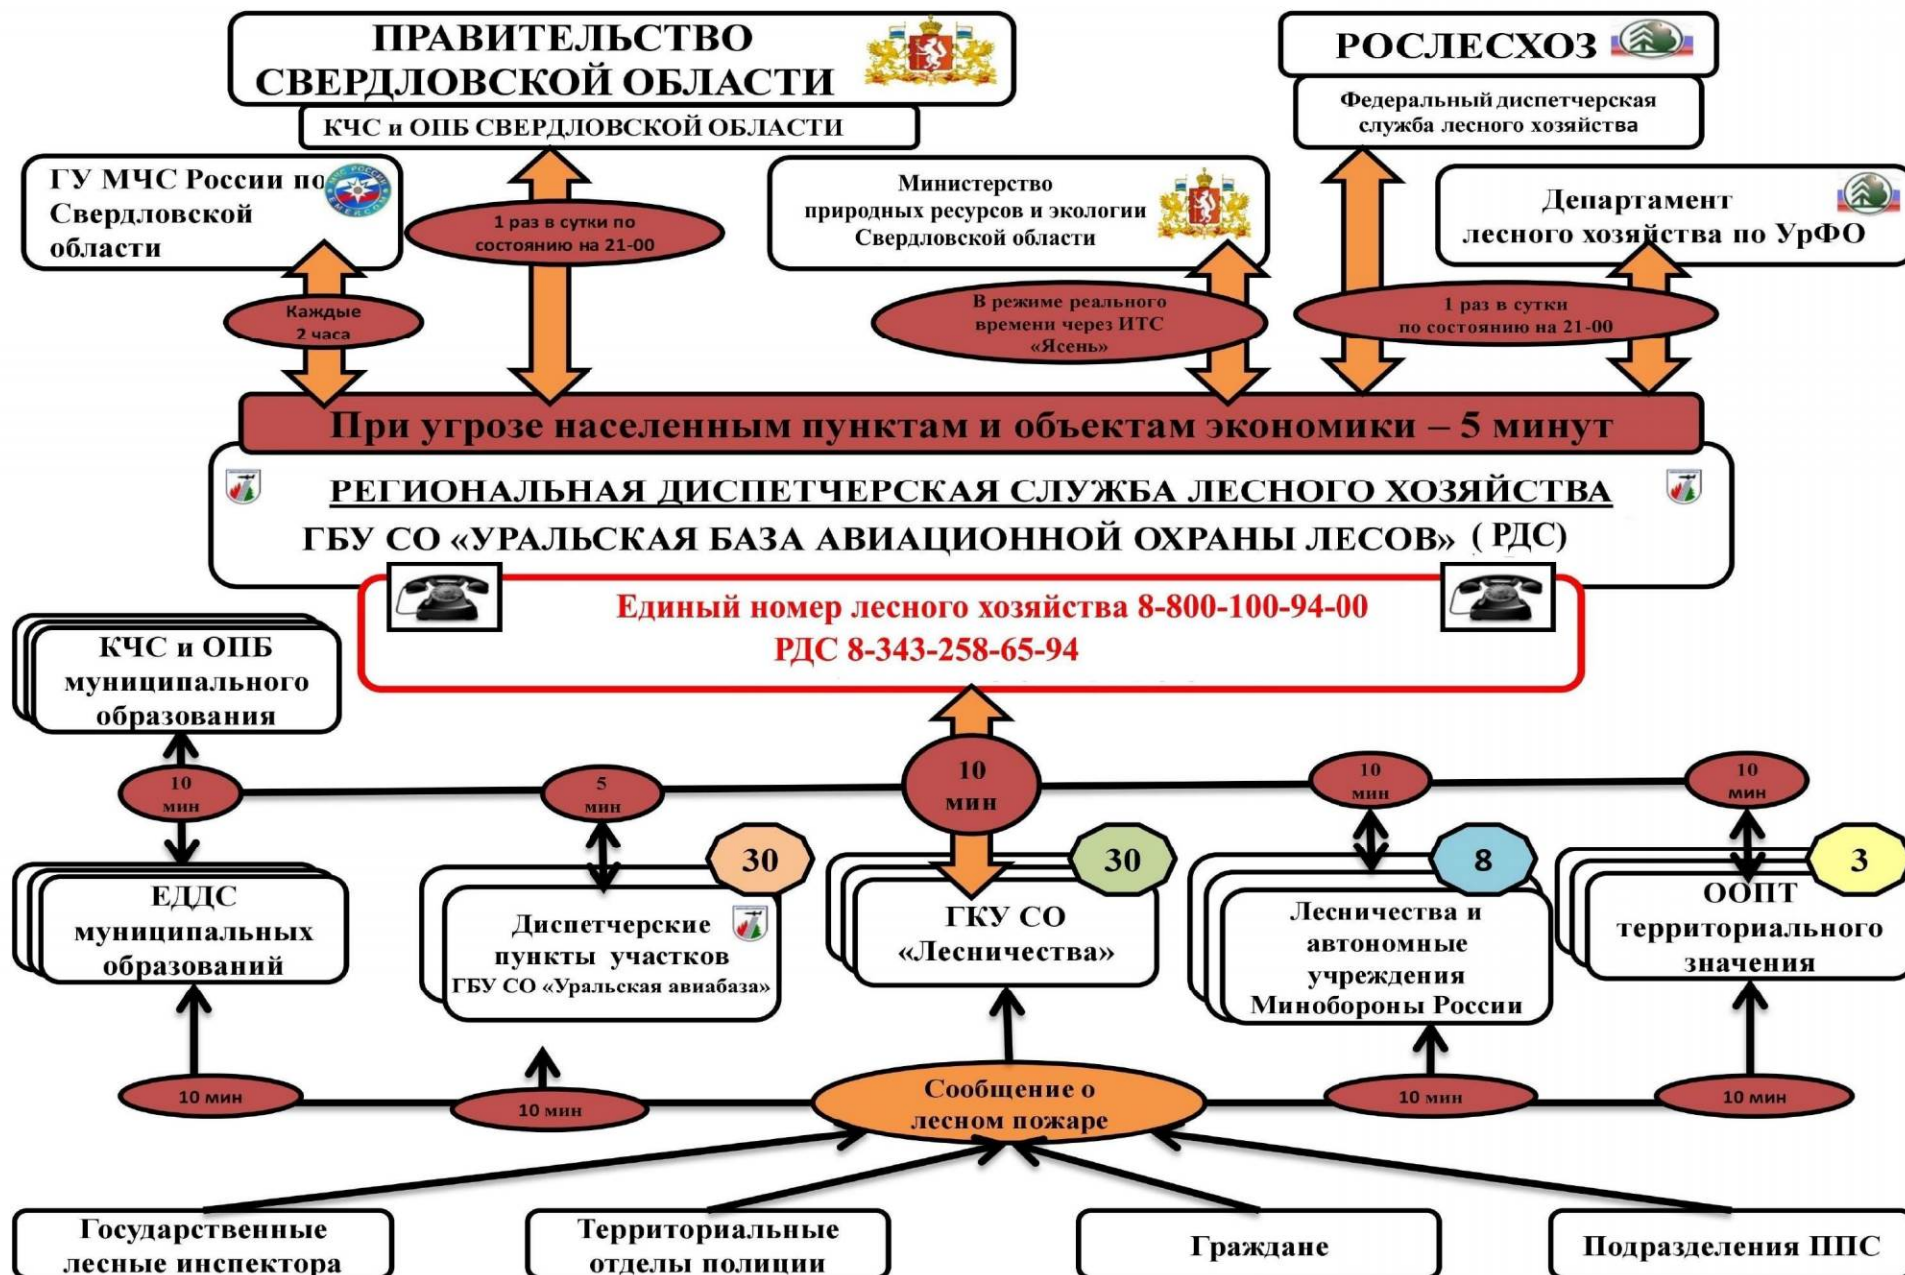 ПРАВИТЕЛЬСТВО
СВЕРДЛОВСКОЙ ОБЛАСТИ
КЧС и ОПБ СВЕРДЛОВСКОЙ ОБЛАСТИ
РОСЛЕСХОЗ
Федеральный диспетчерская
служба лесного хозяйства
ГУ МЧС России по
Свердловской
области
1 раз в сутки по
состоянию на 21-00
Министерство
природных ресурсов и экологии
Свердловской области
Департамент
лесного хозяйства по УрФО
Каждые
2 часа
В режиме реального
времени через ИТС
«Ясень»
1 раз в сутки
по состоянию на 21-00
При угрозе населенным пунктам и объектам экономики – 5 минут
РЕГИОНАЛЬНАЯ ДИСПЕТЧЕРСКАЯ СЛУЖБА ЛЕСНОГО ХОЗЯЙСТВА
ГБУ СО «УРАЛЬСКАЯ БАЗА АВИАЦИОННОЙ ОХРАНЫ ЛЕСОВ» ( РДС)
Единый номер лесного хозяйства 8-800-100-94-00
РДС 8-343-258-65-94
КЧС и ОПБ
муниципального
образования
10
мин
5
мин
10
мин
10
мин
10
мин
ЕДДС
муниципальных
образований
30
Диспетчерские
пункты участков
ГБУ СО «Уральская авиабаза»
30
ГКУ СО
«Лесничества»
8
Лесничества и
автономные
учреждения
Минобороны России
3
ООПТ
территориального
значения
10 мин
10 мин
Сообщение о
лесном пожаре
10 мин
10 мин
Государственные
лесные инспектора
Территориальные
отделы полиции
Граждане
Подразделения ППС